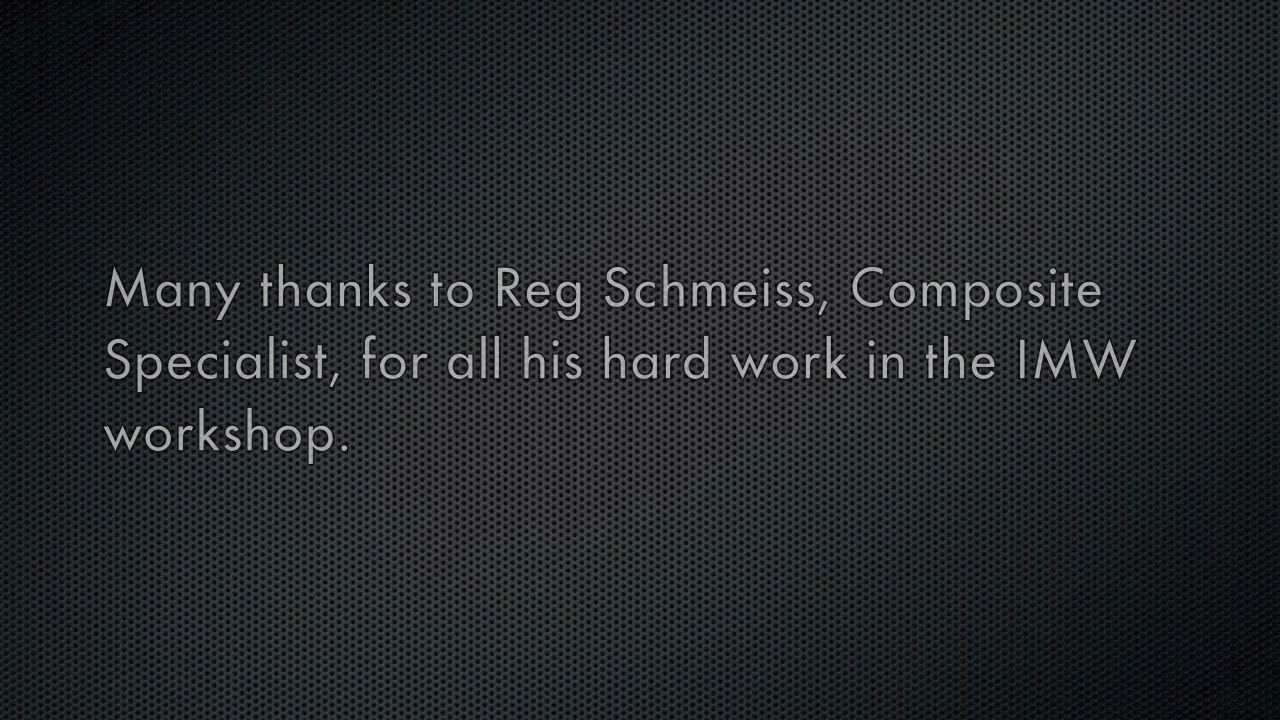 Many thanks to Reg Schmeiss, Composite
Specialist, for all his hard work in the IMW
workshop.